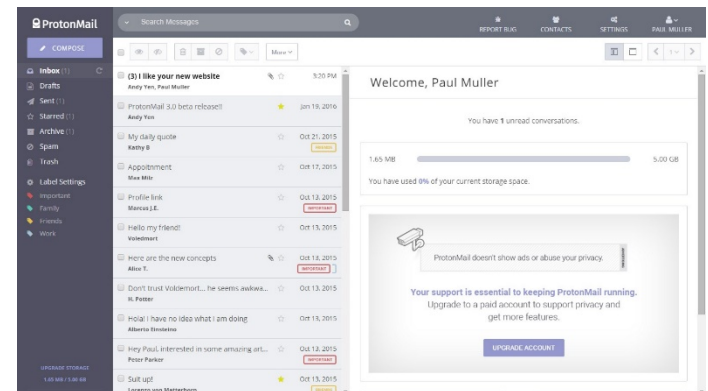 ProtonMail
Search Messages
REPORT BUG
CONTACTS
SETTINGS
PAUL MULLER
COMPOSE
More
Inbox (1)
Drafts
Sent (1)
Starred (1)
Archive (1)
Spam
Trash
Label Settings
Important
Family
Friends
Work
UPGRADE STORAGE
(3) I like your new website 3:20 PM
Andy Yen, Paul Muller
ProtonMail 3.0 beta release!! Jan 19, 2016
Andy Yen
My daily quote Oct 21, 2015
Kathy B
Appoitnment Oct 17, 2015
Max Milr
Profile link Oct 13, 2015
Marcus J.E. IMPORTANT
Hello my friend! Oct 13, 2015
Voledmort
Here are the new concepts Oct 13, 2015
Alice T. IMPORTANT
Don't trust Voldemort... he seems awkwa... Oct 13, 2015
H. Potter
Hola! I have no idea what I am doing Oct 13, 2015
Alberto Einsteino
Hey Paul, interested in some amazing art... Oct 13, 2015
Peter Parker IMPORTANT
Suit up! Oct 13, 2015
Lorenzo von Matterhorn
Welcome, Paul Muller
You have 1 unread conversations.
1.65 MB 5.00 GB
You have used 0% of your current storage space.
ProtonMail doesn't show ads or abuse your privacy.
Your support is essential to keeping ProtonMail running.
Upgrade to a paid account to support privacy and
get more features.
UPGRADE ACCOUNT